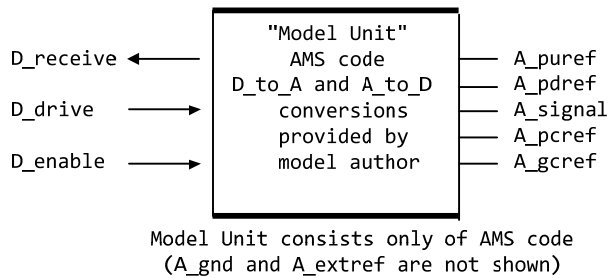 "Model Unit"
D_receive AMS code A_puref
D_to_A and A_to_D A_pdref
D_drive conversions A_signal
provided by A_pcref
D_enable model author A_gcref
Model Unit consists only of AMS code
(A_gnd and A_extref are not shown)